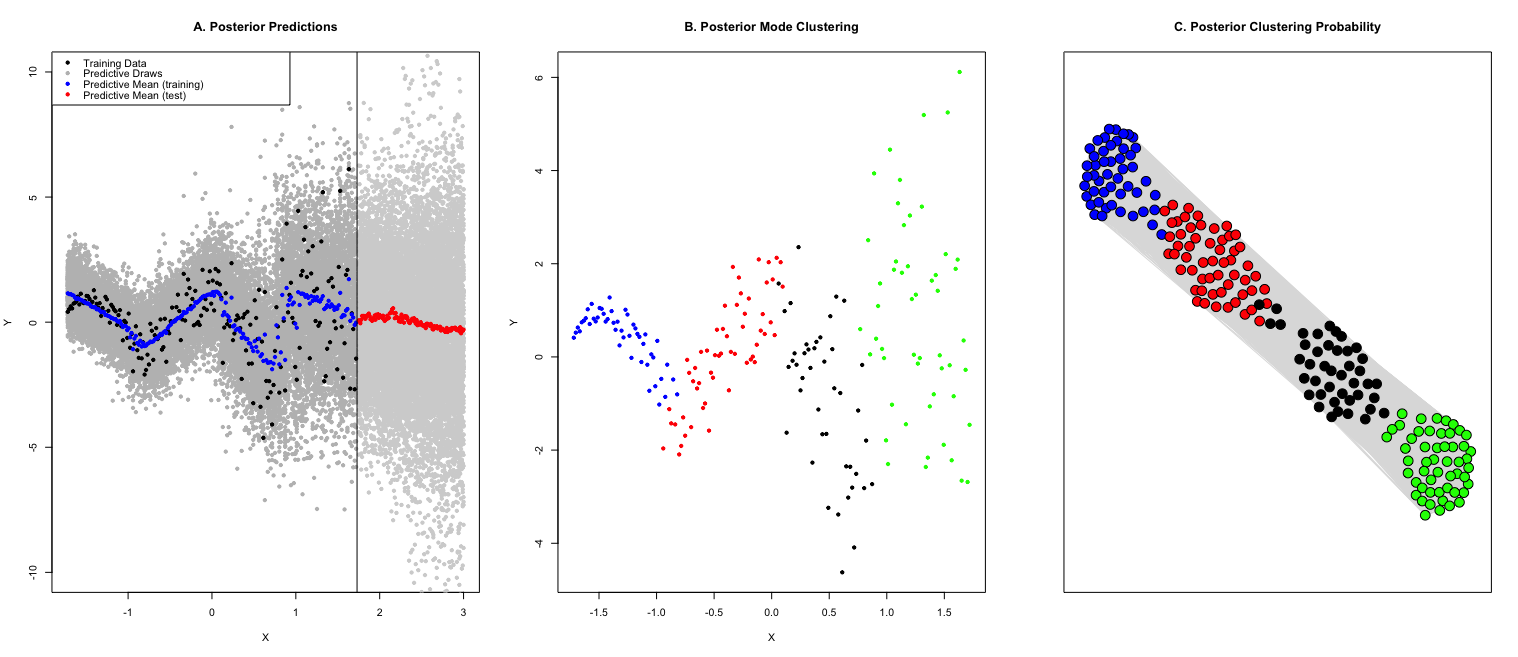 A. Posterior Predictions
Training Data
Predictive Draws
Predictive Mean (training)
Predictive Mean (test)
10
5
0
-5
-10
Y
-1 0 1 2 3
X
B. Posterior Mode Clustering
6
4
2
0
-2
-4
Y
-1.5 -1.0 -0.5 0.0 0.5 1.0 1.5
X
C. Posterior Clustering Probability